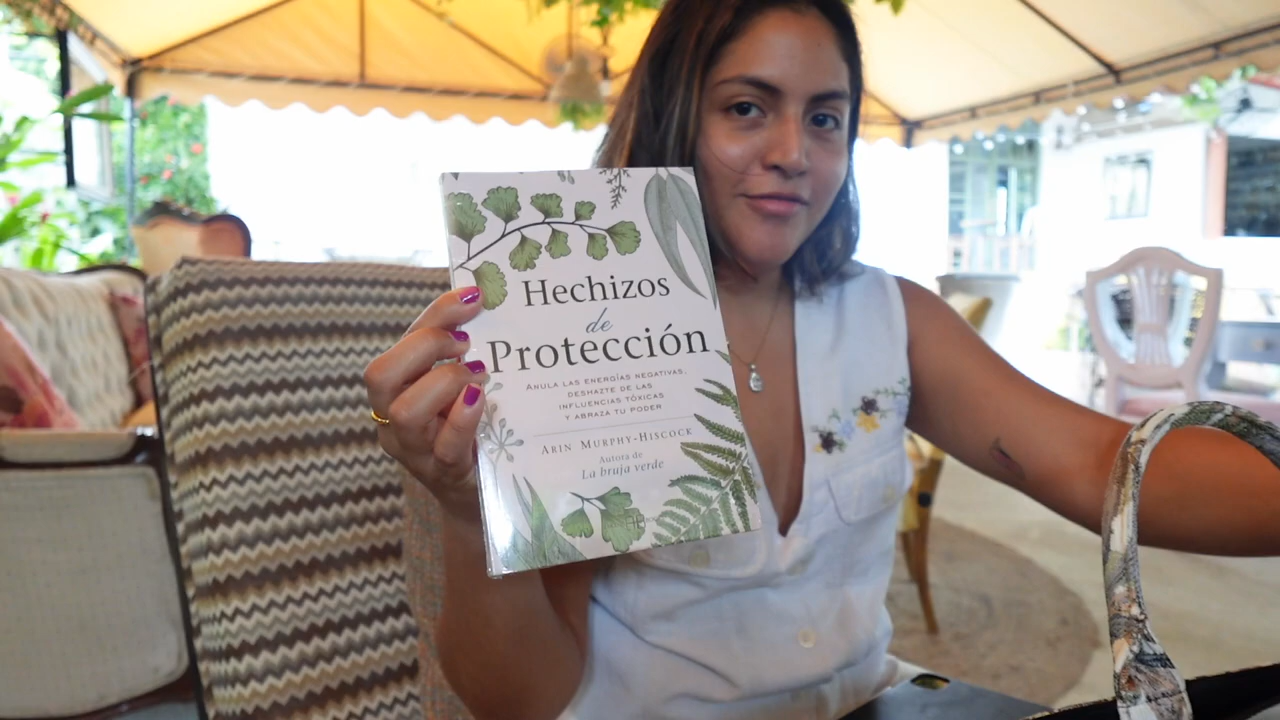 Hechizos
de
Protección
ANULA LAS ENERGÍAS NEGATIVAS,
DESHAZTE DE LAS
INFLUENCIAS TÓXICAS
Y ABRAZA TU PODER
ARIN MURPHY-HISCOCK
Autora de
La bruja verde